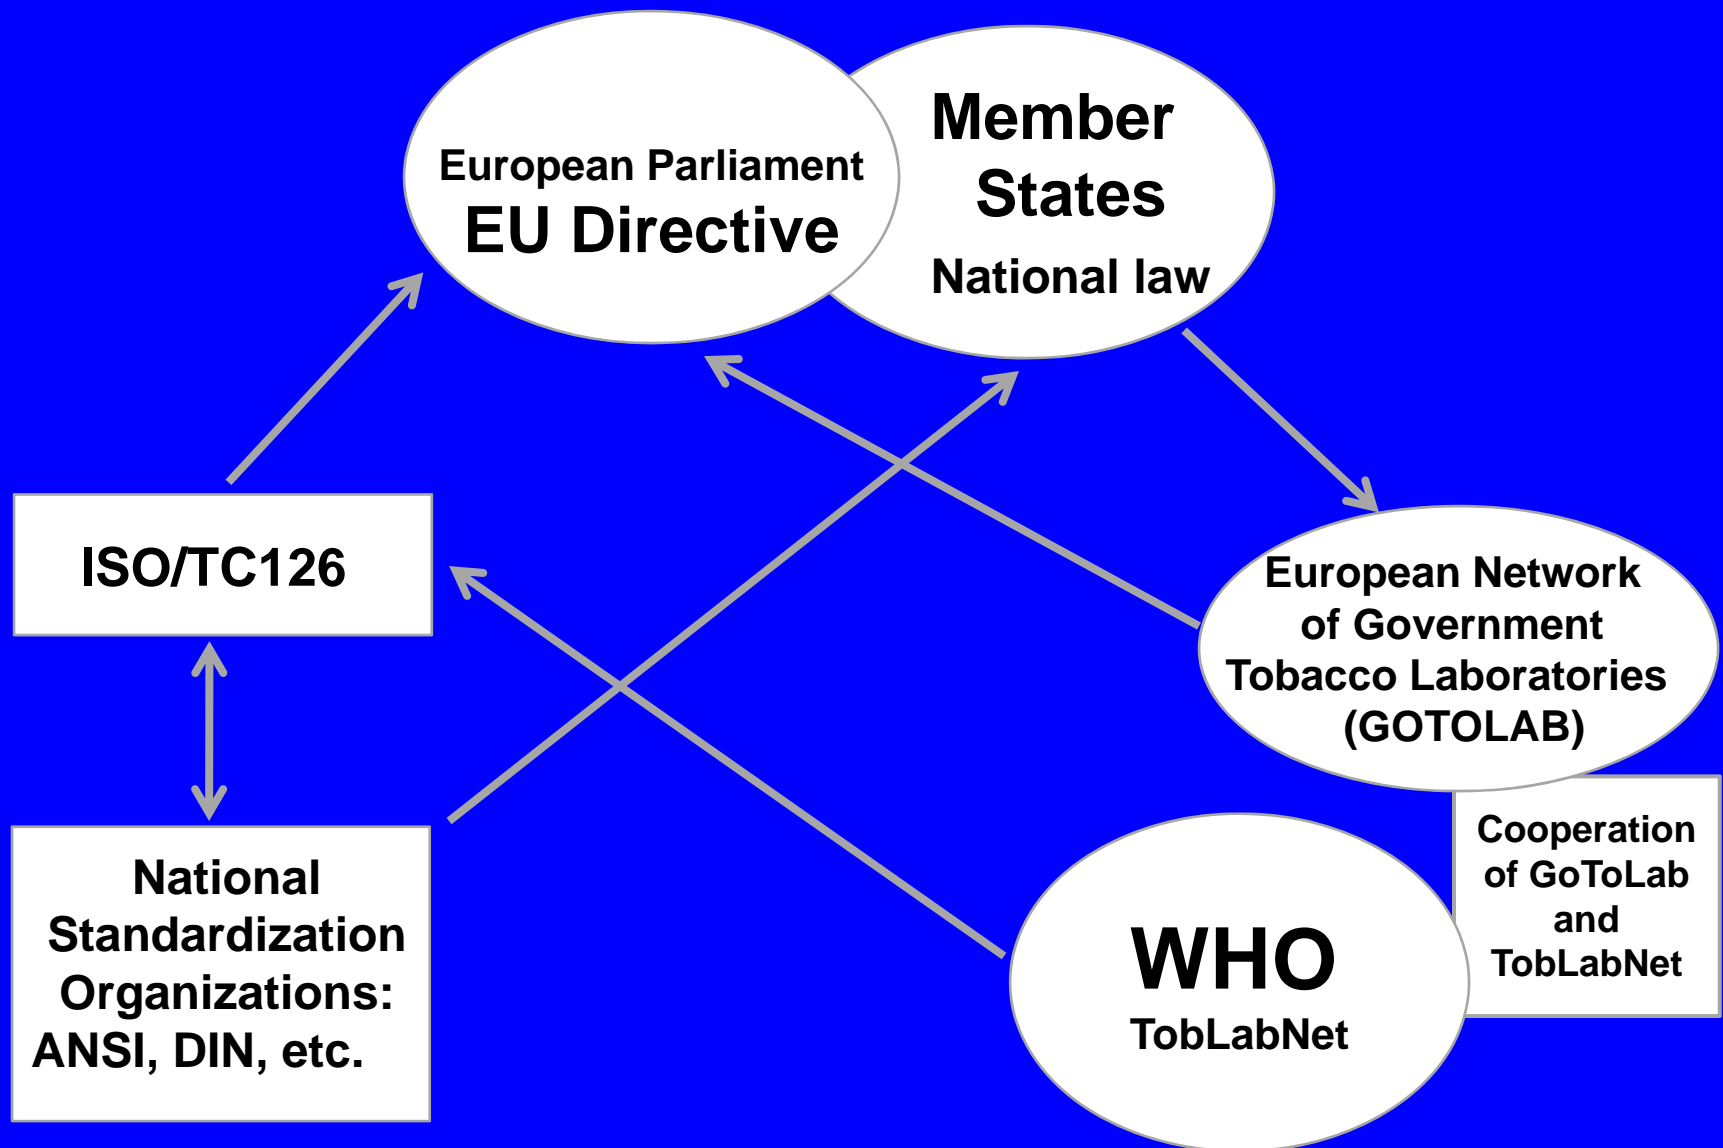 European Parliament
EU Directive
Member
States
National law
ISO/TC126
European Network
of Government
Tobacco Laboratories
(GOTOLAB)
National
Standardization
Organizations:
ANSI, DIN, etc.
WHO
TobLabNet
Cooperation
of GoToLab
and
TobLabNet